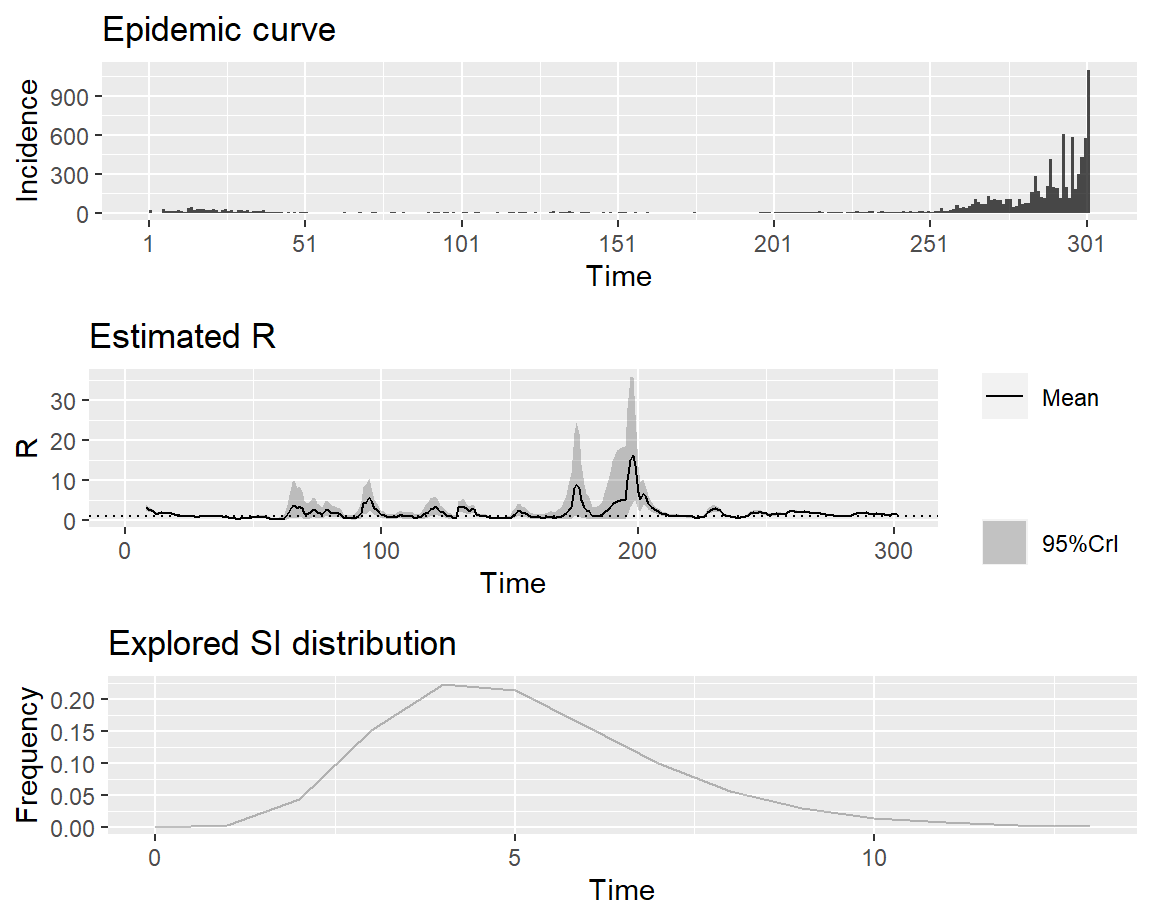 Epidemic curve
Incidence
900
600
300
0
1 51 101 151 201 251 301
Time
Estimated R
R
30
20
10
0
0 100 200 300
Time
Mean
95%CrI
Explored SI distribution
Frequency
0.20
0.15
0.10
0.05
0.00
0 5 10
Time